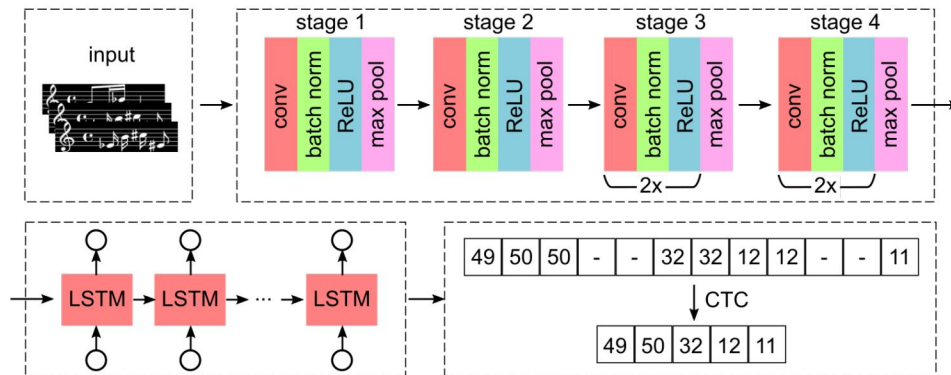 input
stage 1
stage 2
stage 3
stage 4
conv
batch norm
ReLU
max pool
conv
batch norm
ReLU
max pool
conv
batch norm
ReLU
max pool
2x
conv
batch norm
ReLU
max pool
2x
LSTM
LSTM
...
LSTM
49 50 50 - - 32 32 12 12 - - 11
CTC
49 50 32 12 11